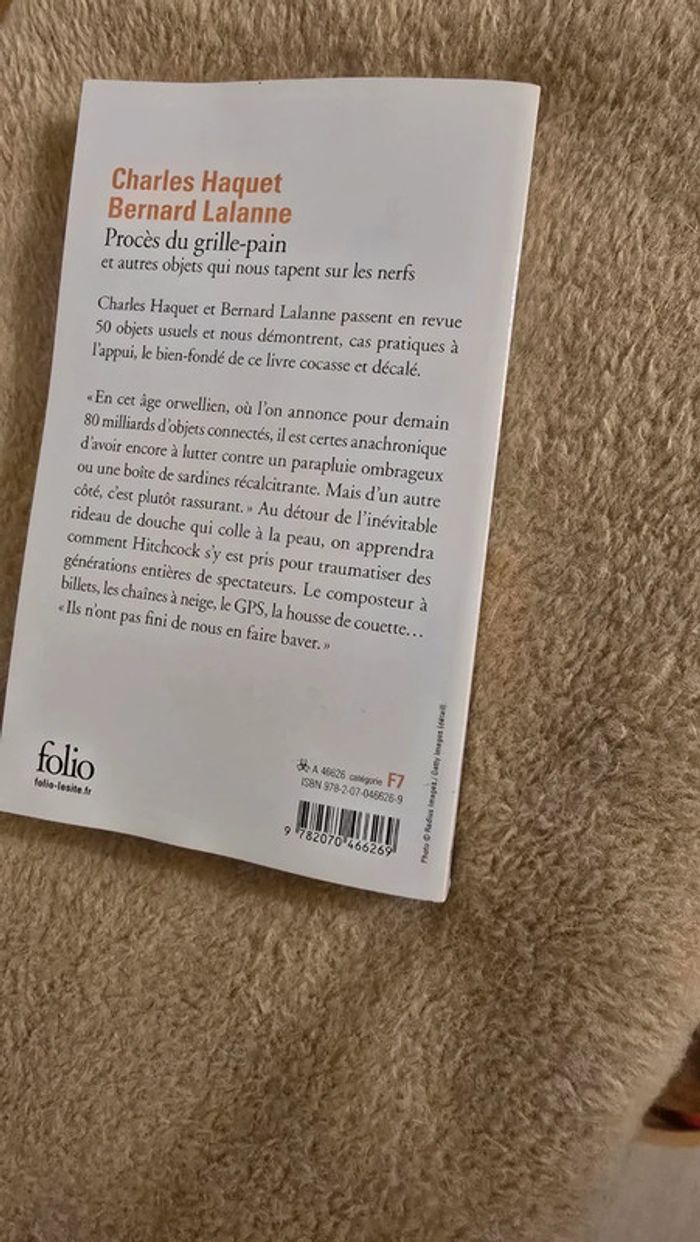 Charles Haquet
Bernard Lalanne
Procès du grille-pain
et autres objets qui nous tapent sur les nerfs
Charles Haquet et Bernard Lalanne passent en revue
50 objets usuels et nous démontrent, cas pratiques à
l'appui, le bien-fondé de ce livre cocasse et décalé.
« En cet âge orwellien, où l'on annonce pour demain
80 milliards d'objets connectés, il est certes anachronique
d'avoir encore à lutter contre un parapluie ombrageux
ou une boîte de sardines récalcitrante. Mais d'un autre
côté, c'est plutôt rassurant. » Au détour de l'inévitable
rideau de douche qui colle à la peau, on apprendra
comment Hitchcock s'y est pris pour traumatiser des
générations entières de spectateurs. Le composteur à
billets, les chaînes à neige, le GPS, la housse de couette...
« Ils n'ont pas fini de nous en faire baver. »
folio
folio-lesite.fr
A 46626 catégorie F7
ISBN 978-2-07-046626-9
9 782070 466269
Photo © Radius Images / Getty Images (détail).